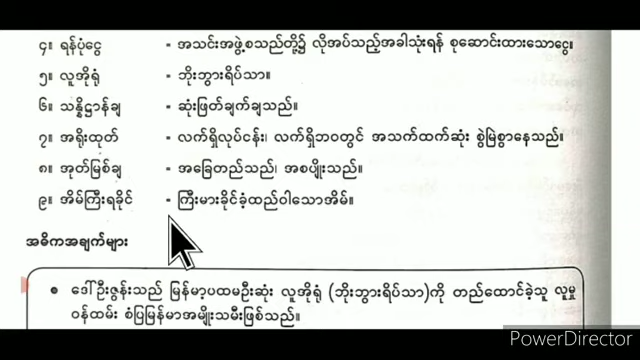 ၄။ ရန်ပုံငွေ - အသင်းအဖွဲ့စသည်တို့၌ လိုအပ်သည့်အခါသုံးရန် စုဆောင်းထားသောငွေ။
၅။ လူအိုရုံ - ဘိုးဘွားရိပ်သာ။
၆။ သန္နိဋ္ဌာန်ချ - ဆုံးဖြတ်ချက်ချသည်။
၇။ အရိုးထုတ် - လက်ရှိလုပ်ငန်း၊ လက်ရှိဘဝတွင် အသက်ထက်ဆုံး စွဲမြဲစွာနေသည်။
၈။ အုတ်မြစ်ချ - အခြေတည်သည်၊ အစပျိုးသည်။
၉။ အိမ်ကြီးရခိုင် - ကြီးမားခိုင်ခံ့ထည်ဝါသောအိမ်။
အဓိကအချက်များ
• ဒေါ်ဦးဇွန်းသည် မြန်မာ့ပထမဦးဆုံး လူအိုရုံ (ဘိုးဘွားရိပ်သာ)ကို တည်ထောင်ခဲ့သူ လူမှု
ဝန်ထမ်း စံပြမြန်မာအမျိုးသမီးဖြစ်သည်။
PowerDirector